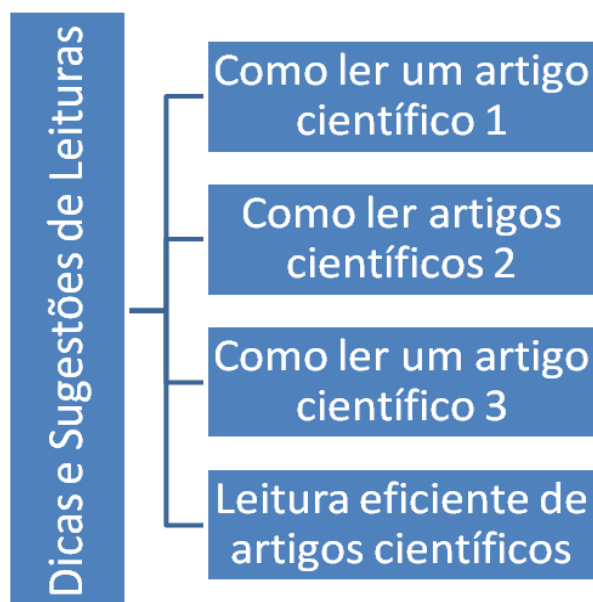 Dicas e Sugestões de Leituras
Como ler um artigo
científico 1
Como ler artigos
científicos 2
Como ler um artigo
científico 3
Leitura eficiente de
artigos científicos